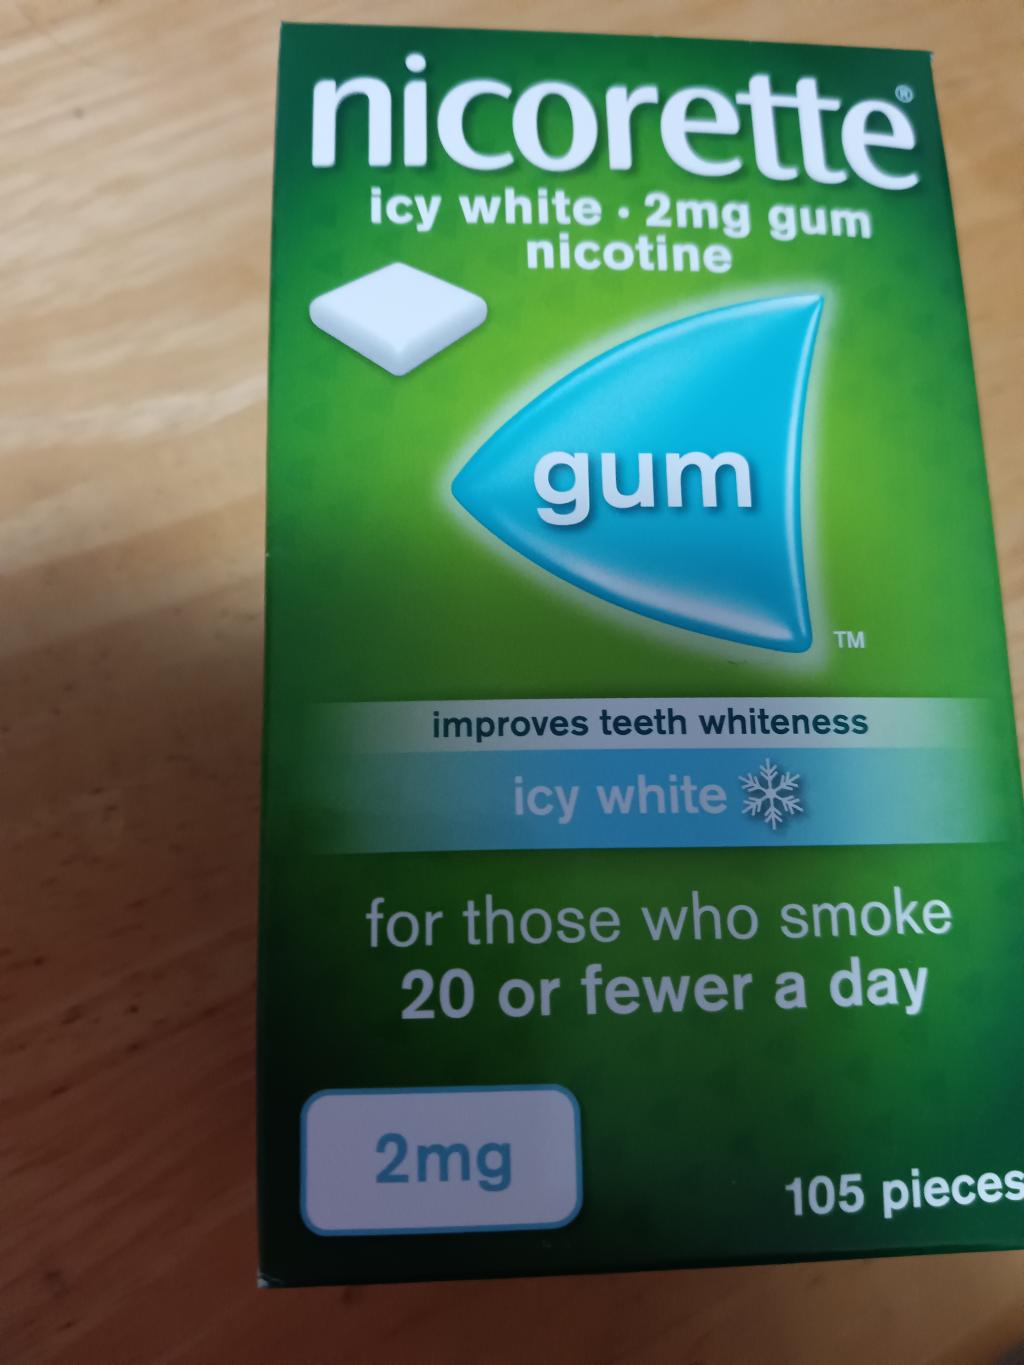 nicorette®
icy white · 2mg gum
nicotine
gum
TM
improves teeth whiteness
icy white
for those who smoke
20 or fewer a day
2mg
105 pieces